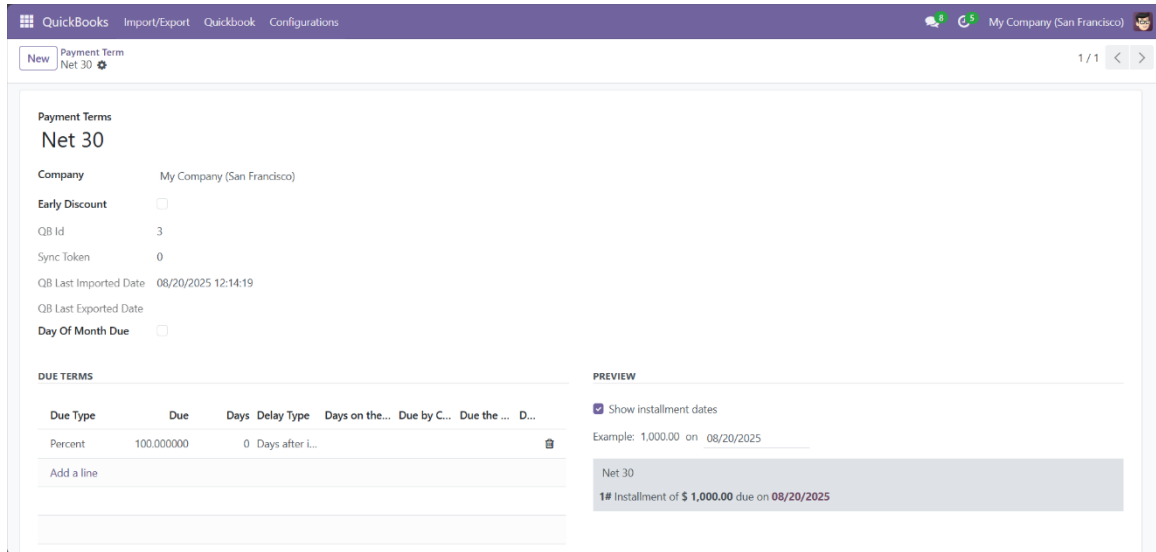 QuickBooks Import/Export Quickbook Configurations 8 5 My Company (San Francisco)
New Payment Term
Net 30 1 / 1
Payment Terms
Net 30
Company My Company (San Francisco)
Early Discount
QB Id 3
Sync Token 0
QB Last Imported Date 08/20/2025 12:14:19
QB Last Exported Date
Day Of Month Due
DUE TERMS
Due Type Due Days Delay Type Days on the... Due by C... Due the ... D...
Percent 100.000000 0 Days after i...
Add a line
PREVIEW
Show installment dates
Example: 1,000.00 on 08/20/2025
Net 30
1# Installment of $ 1,000.00 due on 08/20/2025